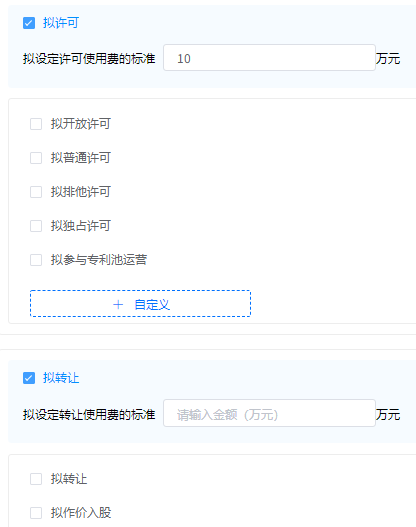 拟许可
拟设定许可使用费的标准 10 万元
拟开放许可
拟普通许可
拟排他许可
拟独占许可
拟参与专利池运营
＋ 自定义
拟转让
拟设定转让使用费的标准 请输入金额（万元） 万元
拟转让
拟作价入股